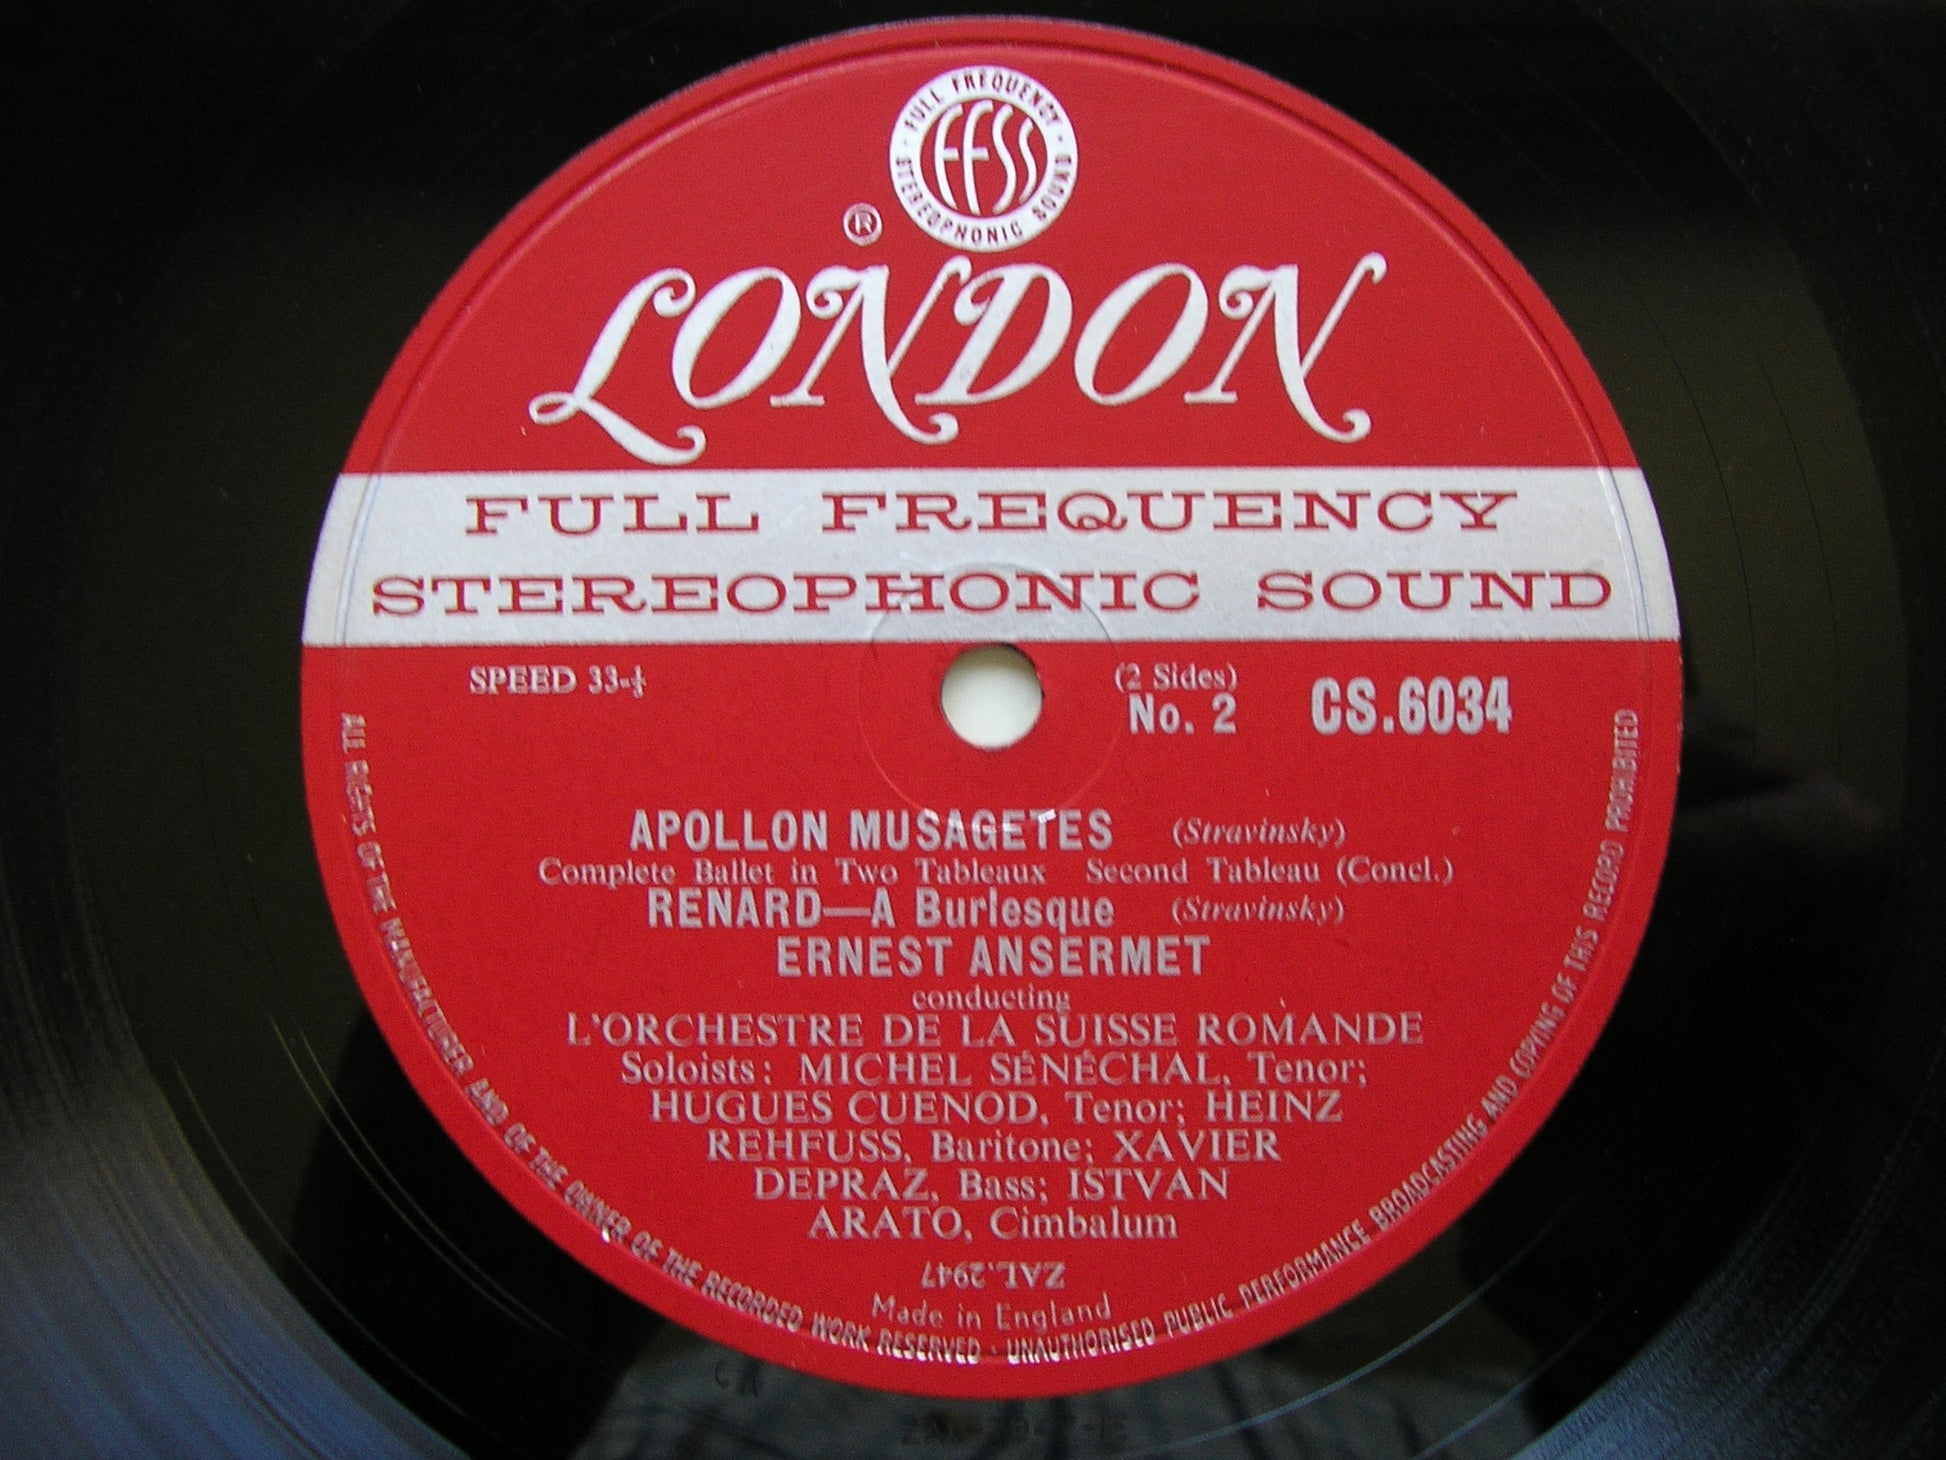 FULL FREQUENCY
STEREOPHONIC SOUND
FFSS
®
LONDON
FULL FREQUENCY
STEREOPHONIC SOUND
SPEED 33-⅓
(2 Sides)
No. 2
CS.6034
APOLLON MUSAGETES (Stravinsky)
Complete Ballet in Two Tableaux Second Tableau (Concl.)
RENARD—A Burlesque (Stravinsky)
ERNEST ANSERMET
conducting
L'ORCHESTRE DE LA SUISSE ROMANDE
Soloists: MICHEL SÉNÉCHAL, Tenor;
HUGUES CUENOD, Tenor; HEINZ
REHFUSS, Baritone; XAVIER
DEPRAZ, Bass; ISTVAN
ARATO, Cimbalum
ZAL.2947
Made in England
ALL RIGHTS OF THE MANUFACTURER AND OF THE OWNER OF THE RECORDED WORK RESERVED · UNAUTHORISED PUBLIC PERFORMANCE BROADCASTING AND COPYING OF THIS RECORD PROHIBITED